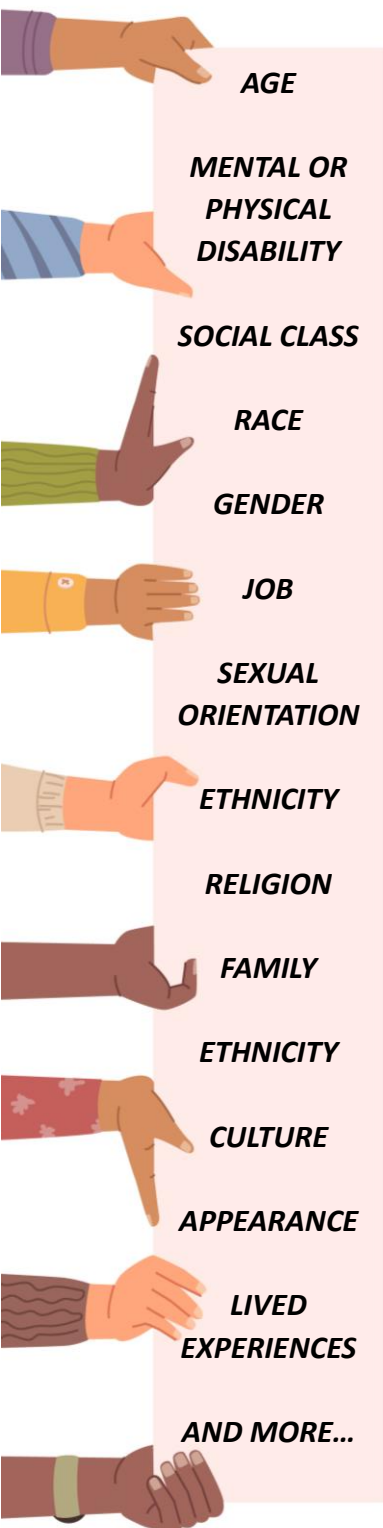 AGE
MENTAL OR
PHYSICAL
DISABILITY
SOCIAL CLASS
RACE
GENDER
JOB
SEXUAL
ORIENTATION
ETHNICITY
RELIGION
FAMILY
ETHNICITY
CULTURE
APPEARANCE
LIVED
EXPERIENCES
AND MORE...